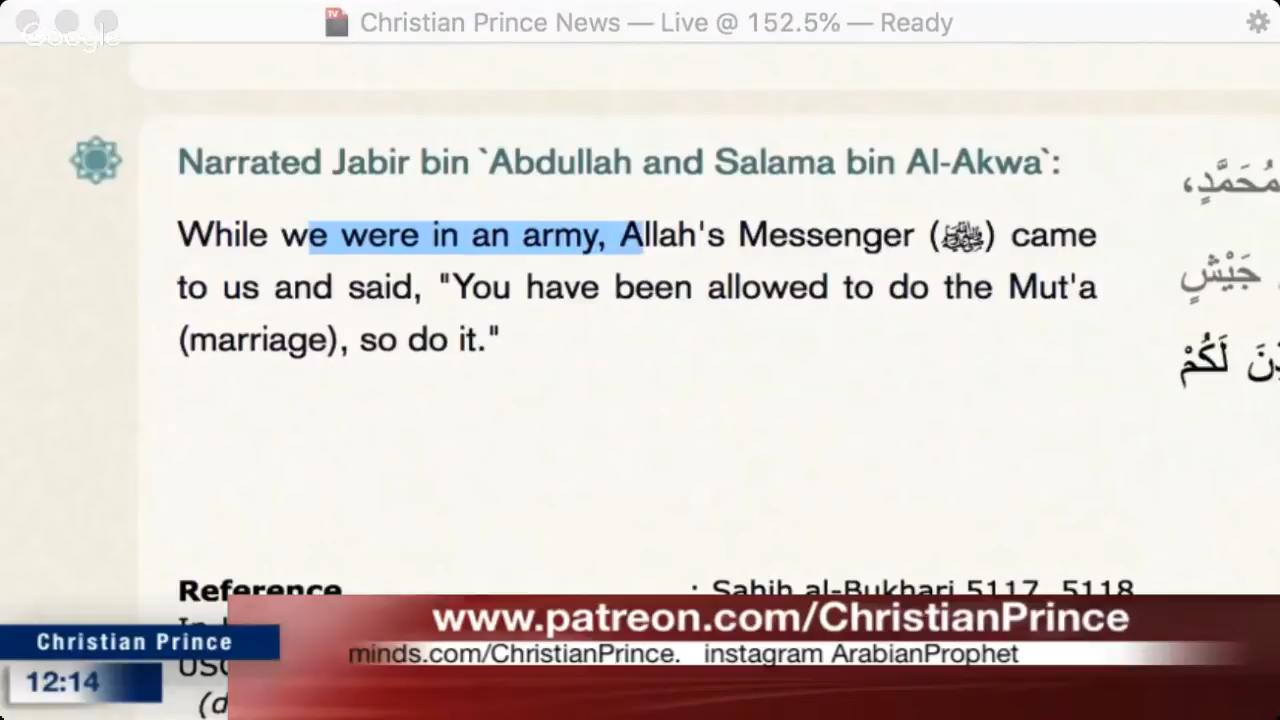 Christian Prince News — Live @ 152.5% — Ready
Google
Narrated Jabir bin `Abdullah and Salama bin Al-Akwa`:
مُحَمَّدٍ،
While we were in an army, Allah's Messenger (ﷺ) came
to us and said, "You have been allowed to do the Mut'a
جَيْشٍ
(marriage), so do it."
لَكُمْ
Reference : Sahih al-Bukhari 5117, 5118
www.patreon.com/ChristianPrince
Christian Prince
minds.com/ChristianPrince. instagram ArabianProphet
USC
12:14
(d